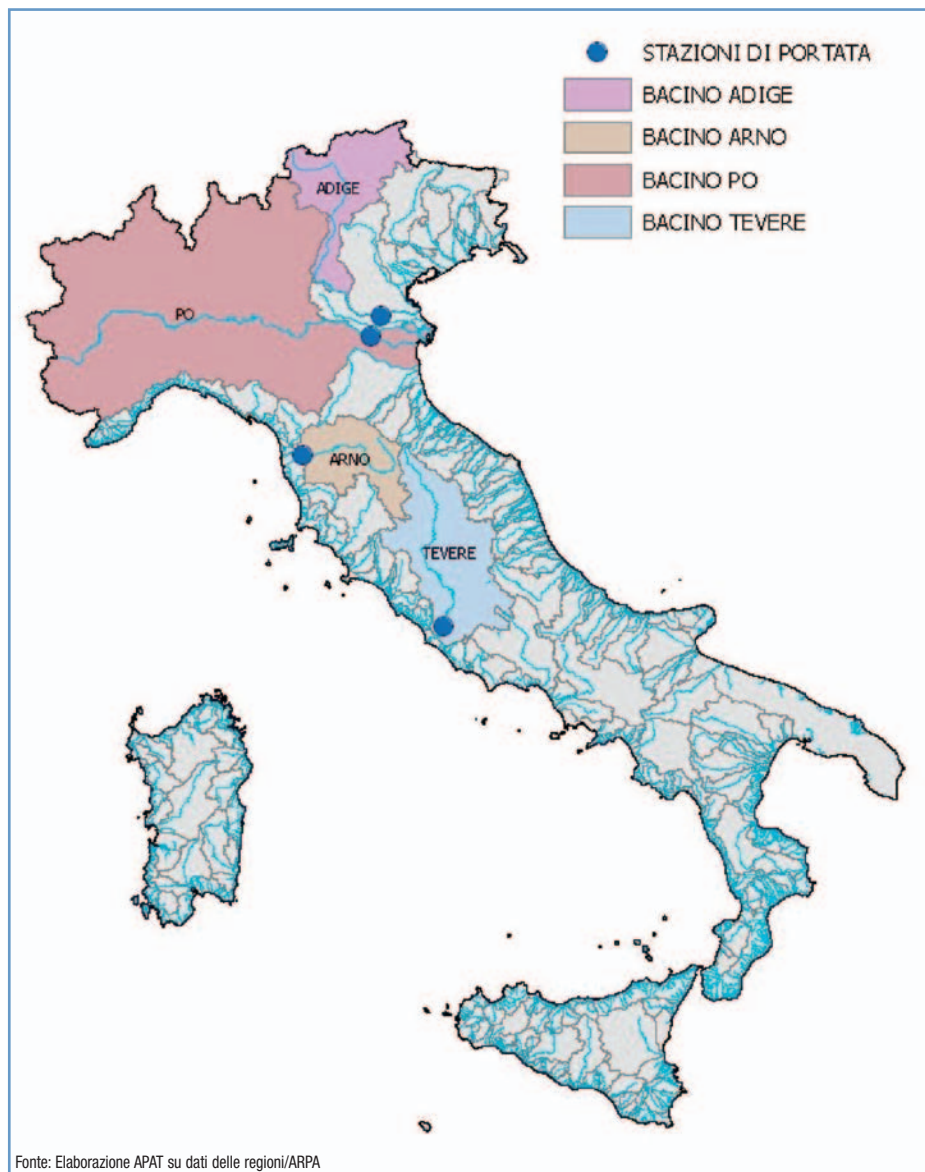 STAZIONI DI PORTATA
BACINO ADIGE
BACINO ARNO
BACINO PO
BACINO TEVERE
ADIGE
PO
ARNO
TEVERE
Fonte: Elaborazione APAT su dati delle regioni/ARPA